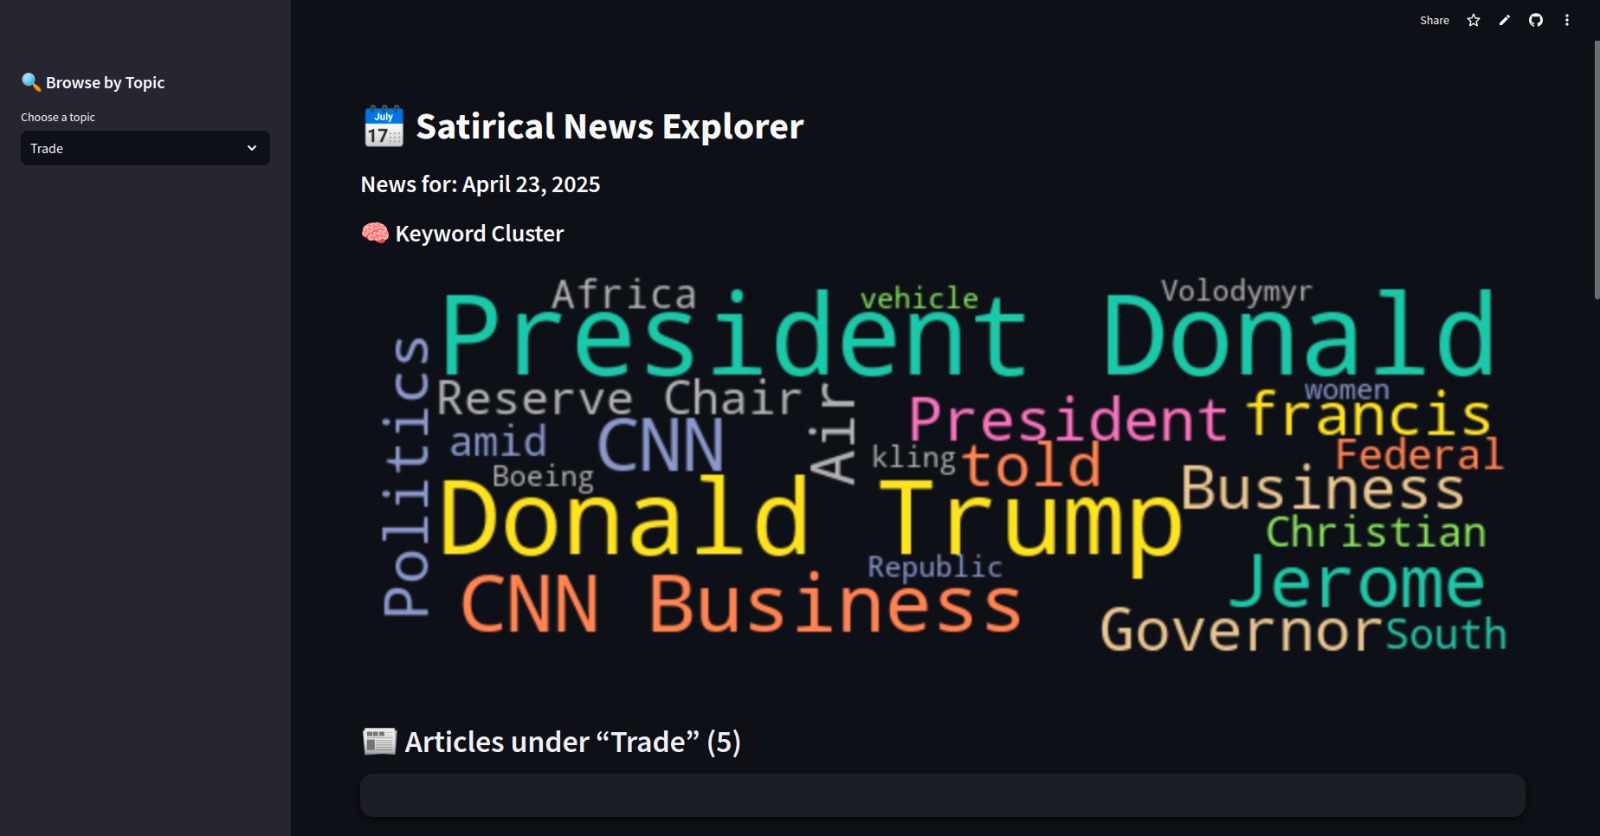 Share
🔍 Browse by Topic
Choose a topic
Trade
July
17
Satirical News Explorer
News for: April 23, 2025
🧠 Keyword Cluster
Africa
vehicle
Volodymyr
President Donald
Politics
Reserve Chair
Air
President
women
francis
amid
CNN
kling
told
Federal
Boeing
Business
Donald Trump
Christian
Republic
Jerome
CNN Business
Governor
South
📰 Articles under “Trade” (5)